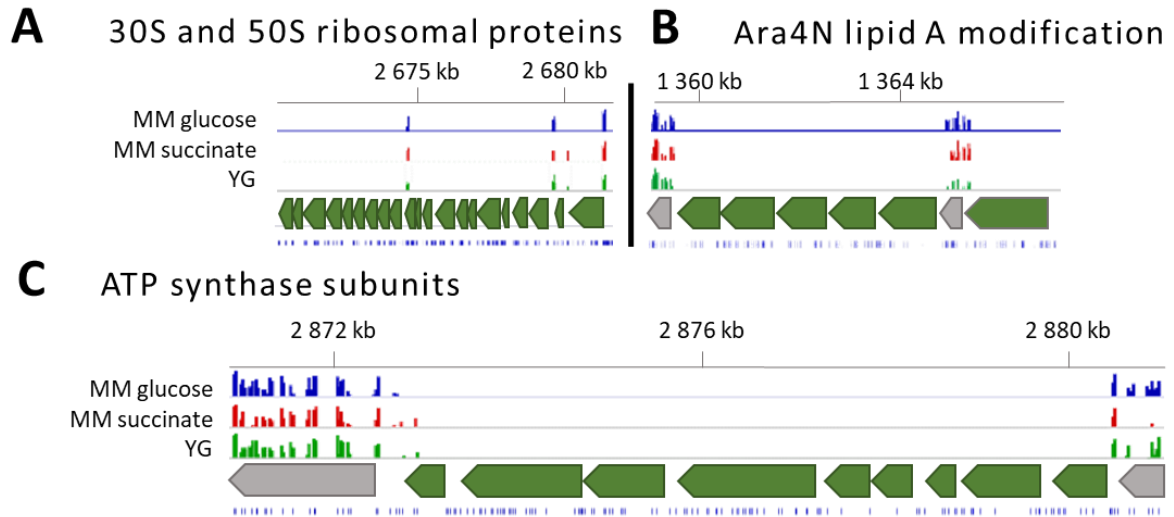 A 30S and 50S ribosomal proteins
2 675 kb 2 680 kb
MM glucose
MM succinate
YG
B Ara4N lipid A modification
1 360 kb 1 364 kb
C ATP synthase subunits
2 872 kb 2 876 kb 2 880 kb
MM glucose
MM succinate
YG